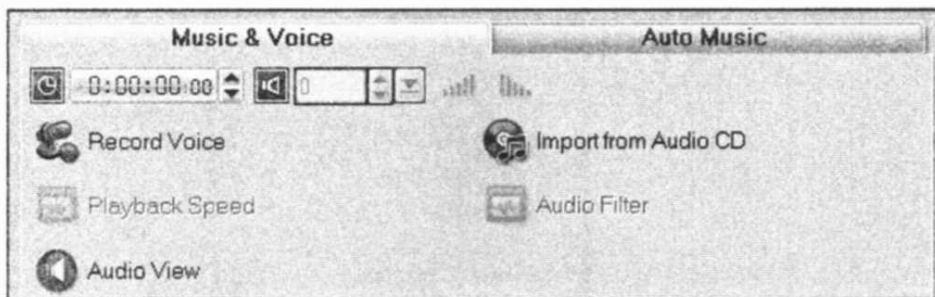 Music & Voice Auto Music
0:00:00:00 0
Record Voice Import from Audio CD
Playback Speed Audio Filter
Audio View